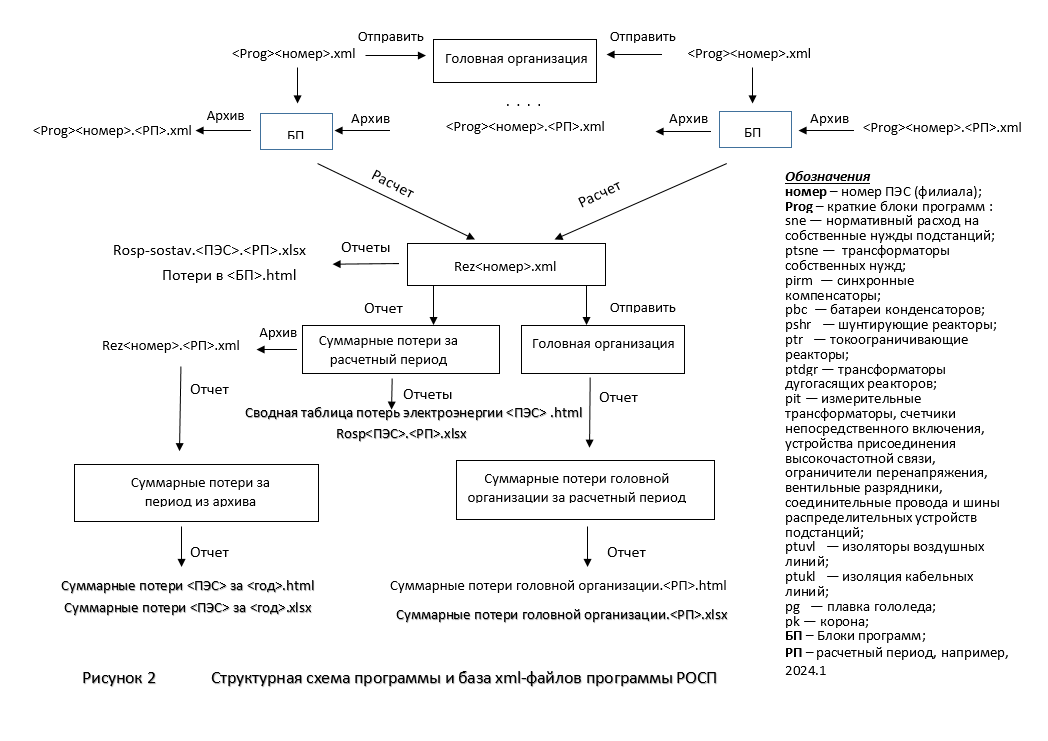 Отправить
Отправить
<Prog><номер>.xml
Головная организация
<Prog><номер>.xml
. . . .
Архив
Архив
Архив
Архив
<Prog><номер>.<РП>.xml
БП
<Prog><номер>.<РП>.xml
БП
<Prog><номер>.<РП>.xml
Расчет
Расчет
Rosp-sostav.<ПЭС>.<РП>.xlsx
Потери в <БП>.html
Отчеты
Rez<номер>.xml
Отчет
Отправить
Rez<номер>.<РП>.xml
Архив
Суммарные потери за
расчетный период
Головная организация
Отчет
Отчеты
Отчет
Сводная таблица потерь электроэнергии <ПЭС> .html
Rosp<ПЭС>.<РП>.xlsx
Суммарные потери за
период из архива
Суммарные потери головной
организации за расчетный период
Отчет
Отчет
Суммарные потери <ПЭС> за <год>.html
Суммарные потери <ПЭС> за <год>.xlsx
Суммарные потери головной организации.<РП>.html
Суммарные потери головной организации.<РП>.xlsx
Обозначения
номер – номер ПЭС (филиала);
Prog – краткие блоки программ :
sne — нормативный расход на
собственные нужды подстанций;
ptsne — трансформаторы
собственных нужд;
pirm — синхронные
компенсаторы;
pbc — батареи конденсаторов;
pshr — шунтирующие реакторы;
ptr — токоограничивающие
реакторы;
ptdgr — трансформаторы
дугогасящих реакторов;
pit — измерительные
трансформаторы, счетчики
непосредственного включения,
устройства присоединения
высокочастотной связи,
ограничители перенапряжения,
вентильные разрядники,
соединительные провода и шины
распределительных устройств
подстанций;
ptuvl — изоляторы воздушных
линий;
ptukl — изоляция кабельных
линий;
pg — плавка гололеда;
pk — корона;
БП – Блоки программ;
РП – расчетный период, например,
2024.1
Рисунок 2 Структурная схема программы и база xml-файлов программы РОСП